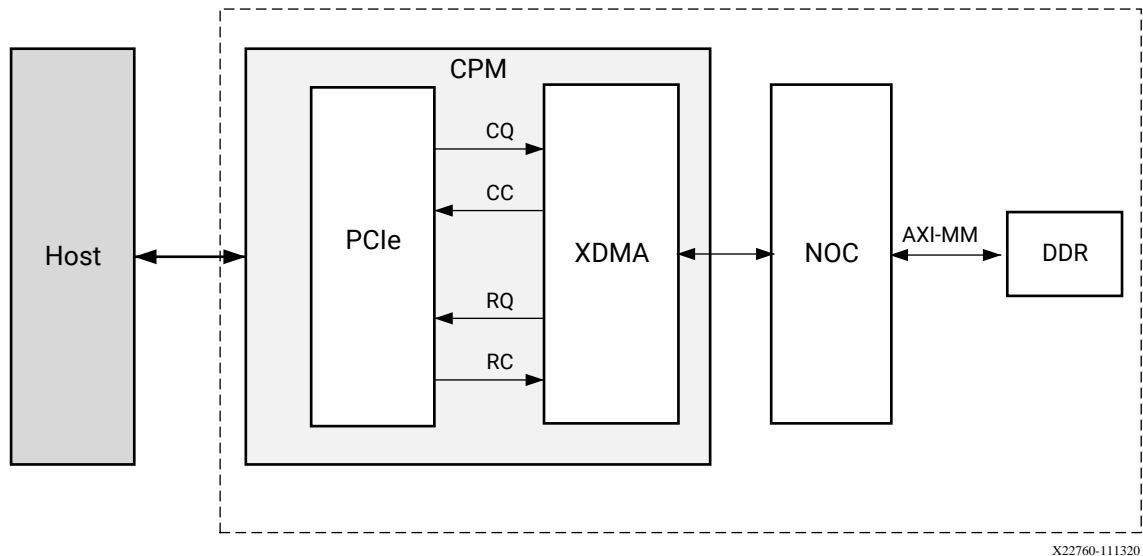 CPM
CQ
CC
PCIe
XDMA
Host
NOC
AXI-MM
DDR
RQ
RC
X22760-111320